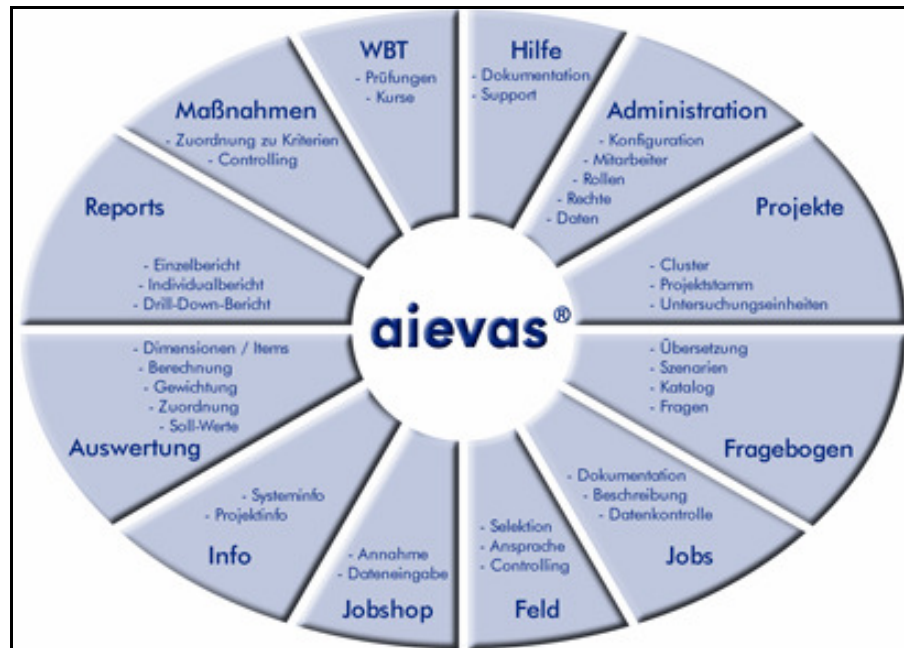 WBT
- Prüfungen
- Kurse
Hilfe
- Dokumentation
- Support
Administration
- Konfiguration
- Mitarbeiter
- Rollen
- Rechte
- Daten
Projekte
- Cluster
- Projektstamm
- Untersuchungseinheiten
- Übersetzung
- Szenarien
- Katalog
- Fragen
Fragebogen
- Dokumentation
- Beschreibung
- Datenkontrolle
Jobs
- Selektion
- Ansprache
- Controlling
Feld
- Annahme
- Dateneingabe
Jobshop
- Systeminfo
- Projektinfo
Info
- Dimensionen / Items
- Berechnung
- Gewichtung
- Zuordnung
- Soll-Werte
Auswertung
Reports
- Einzelbericht
- Individualbericht
- Drill-Down-Bericht
Maßnahmen
- Zuordnung zu Kriterien
- Controlling
aievas®